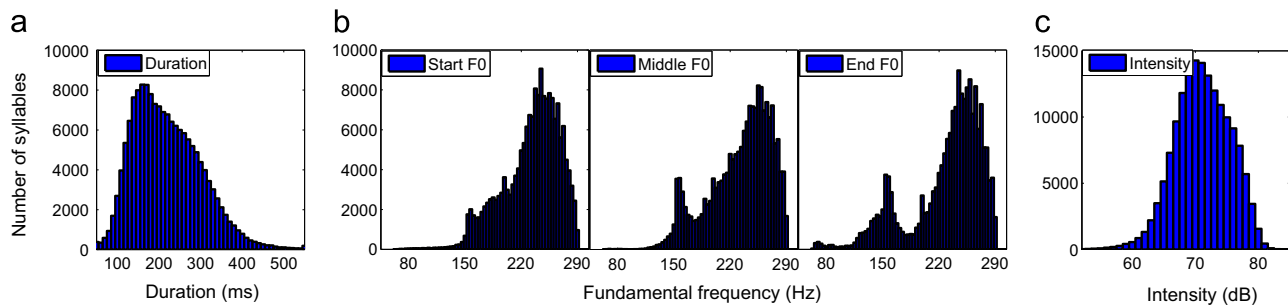 a
b
c
Number of syllables
10000
8000
6000
4000
2000
0
Duration
100 200 300 400 500
Duration (ms)
10000
8000
6000
4000
2000
0
Start F0
Middle F0
End F0
80 150 220 290
80 150 220 290
80 150 220 290
Fundamental frequency (Hz)
15000
10000
5000
0
Intensity
60 70 80
Intensity (dB)